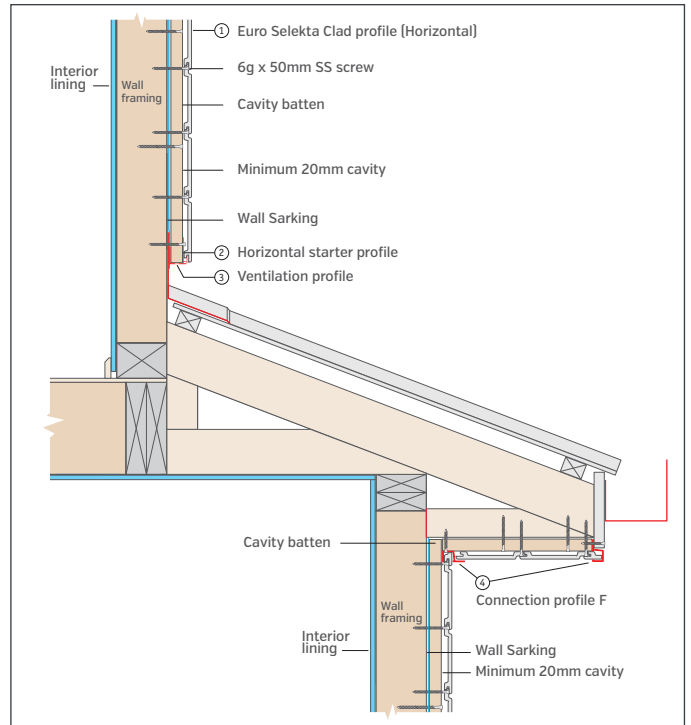 ① Euro Selekta Clad profile (Horizontal)
Interior
lining
Wall
framing
6g x 50mm SS screw
Cavity batten
Minimum 20mm cavity
Wall Sarking
② Horizontal starter profile
③ Ventilation profile
Cavity batten
④
Connection profile F
Wall
framing
Interior
lining
Wall Sarking
Minimum 20mm cavity